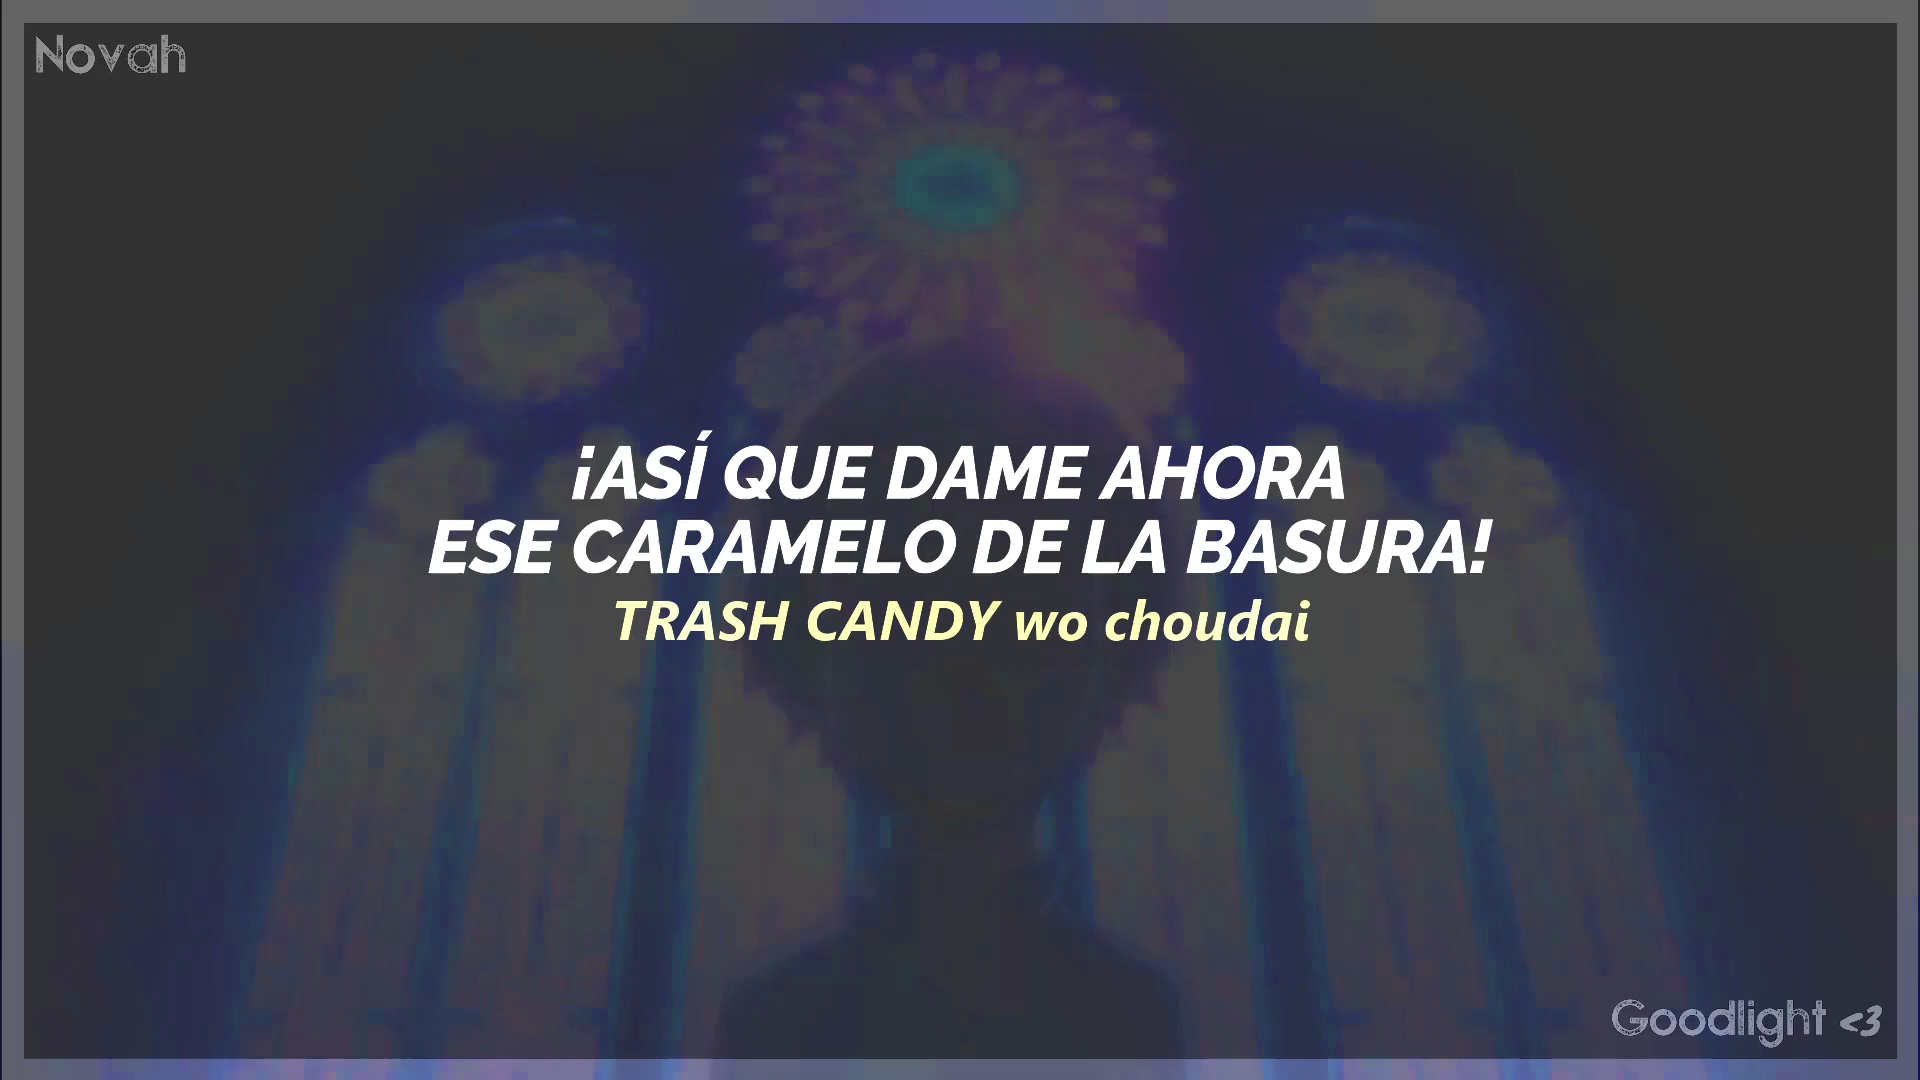 Novah
¡ASÍ QUE DAME AHORA
ESE CARAMELO DE LA BASURA!
TRASH CANDY wo choudai
Goodlight <3